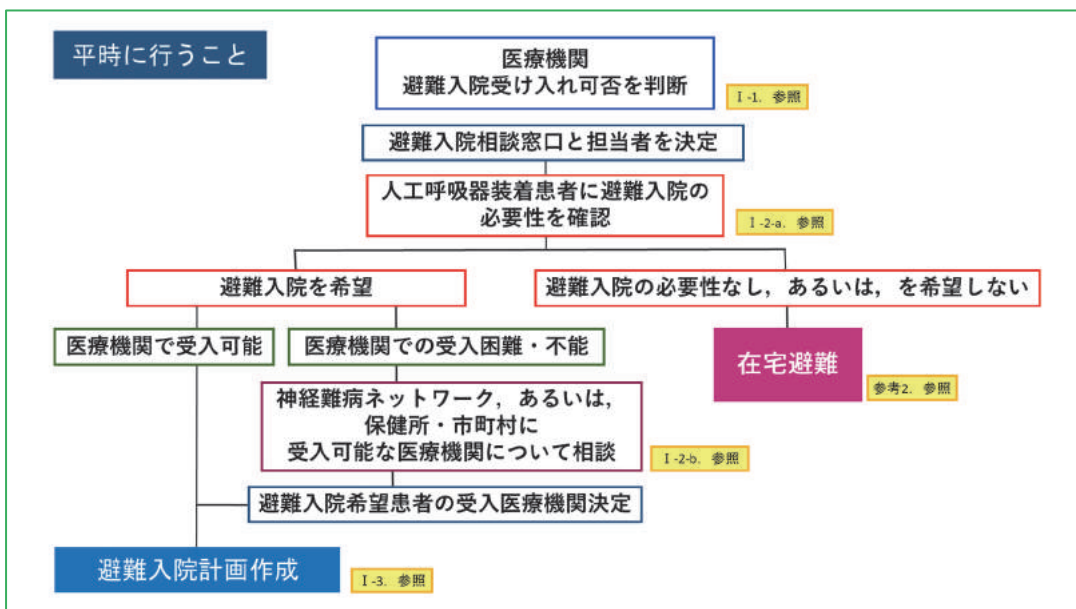 平時に行うこと
医療機関
避難入院受け入れ可否を判断
Ⅰ-1. 参照
避難入院相談窓口と担当者を決定
人工呼吸器装着患者に避難入院の
必要性を確認
Ⅰ-2-a. 参照
避難入院を希望
避難入院の必要性なし，あるいは，を希望しない
医療機関で受入可能
医療機関での受入困難・不能
在宅避難
参考2. 参照
神経難病ネットワーク，あるいは，
保健所・市町村に
受入可能な医療機関について相談
Ⅰ-2-b. 参照
避難入院希望患者の受入医療機関決定
避難入院計画作成
Ⅰ-3. 参照